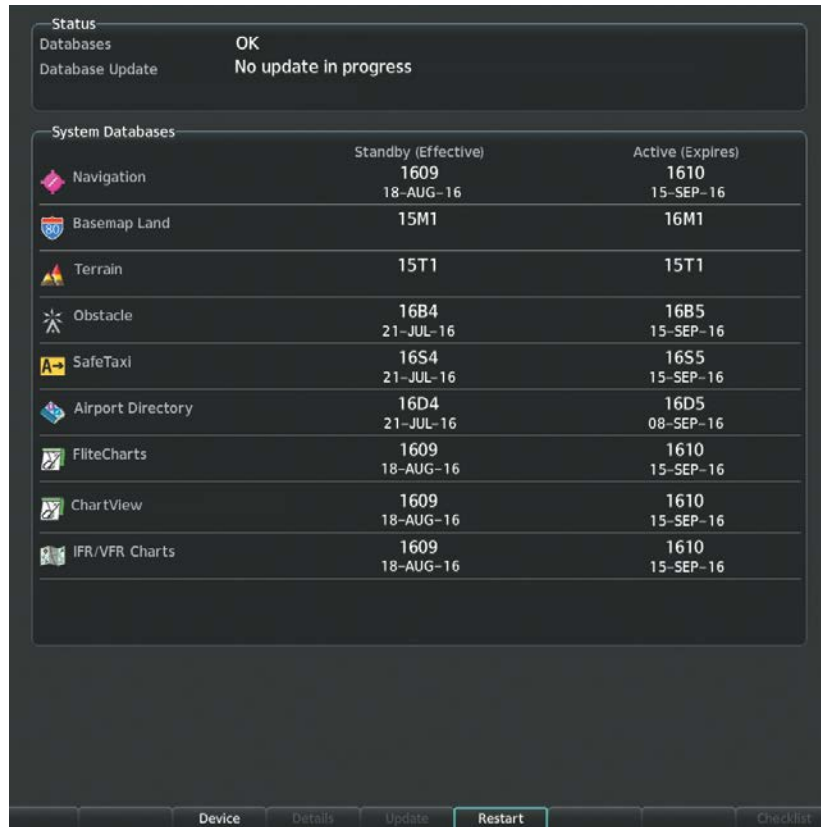 Status
Databases OK
Database Update No update in progress
System Databases
Standby (Effective) Active (Expires)
Navigation 1609 1610
18-AUG-16 15-SEP-16
80 Basemap Land 15M1 16M1
Terrain 15T1 15T1
Obstacle 16B4 16B5
21-JUL-16 15-SEP-16
A→ SafeTaxi 16S4 16S5
21-JUL-16 15-SEP-16
Airport Directory 16D4 16D5
21-JUL-16 08-SEP-16
FliteCharts 1609 1610
18-AUG-16 15-SEP-16
ChartView 1609 1610
18-AUG-16 15-SEP-16
IFR/VFR Charts 1609 1610
18-AUG-16 15-SEP-16
Device Details Update Restart Checklist